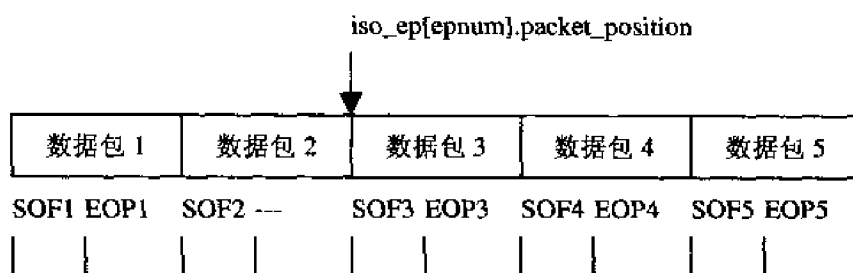 iso_ep[epnum].packet_position
数据包 1 数据包 2 数据包 3 数据包 4 数据包 5
SOF1 EOP1 SOF2 --- SOF3 EOP3 SOF4 EOP4 SOF5 EOP5